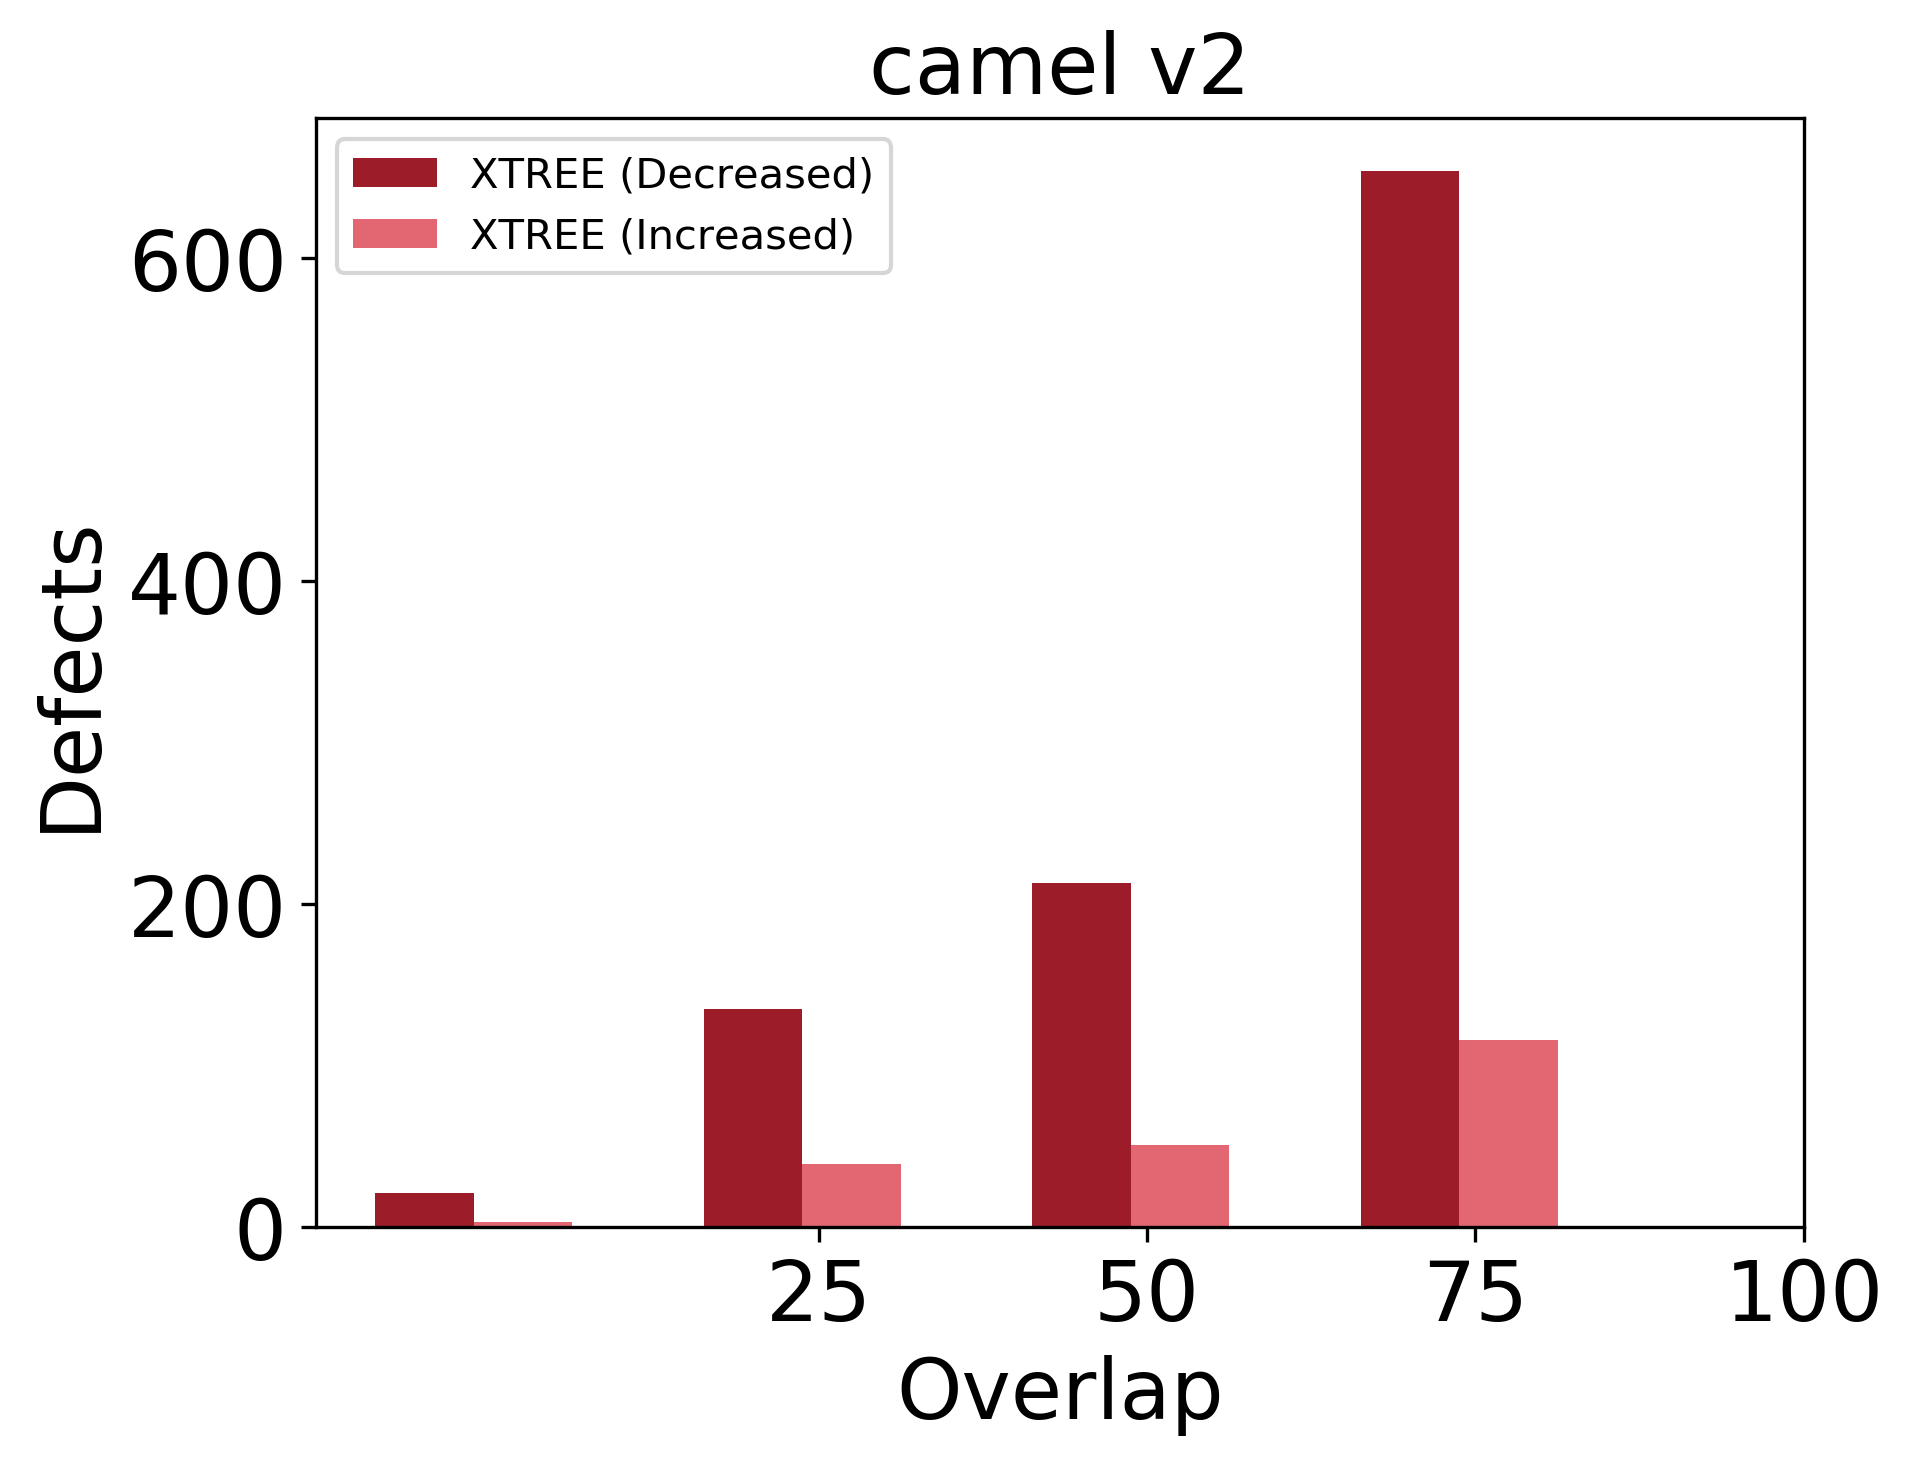 camel v2
XTREE (Decreased)
XTREE (Increased)
600
400
200
0
Defects
25 50 75 100
Overlap